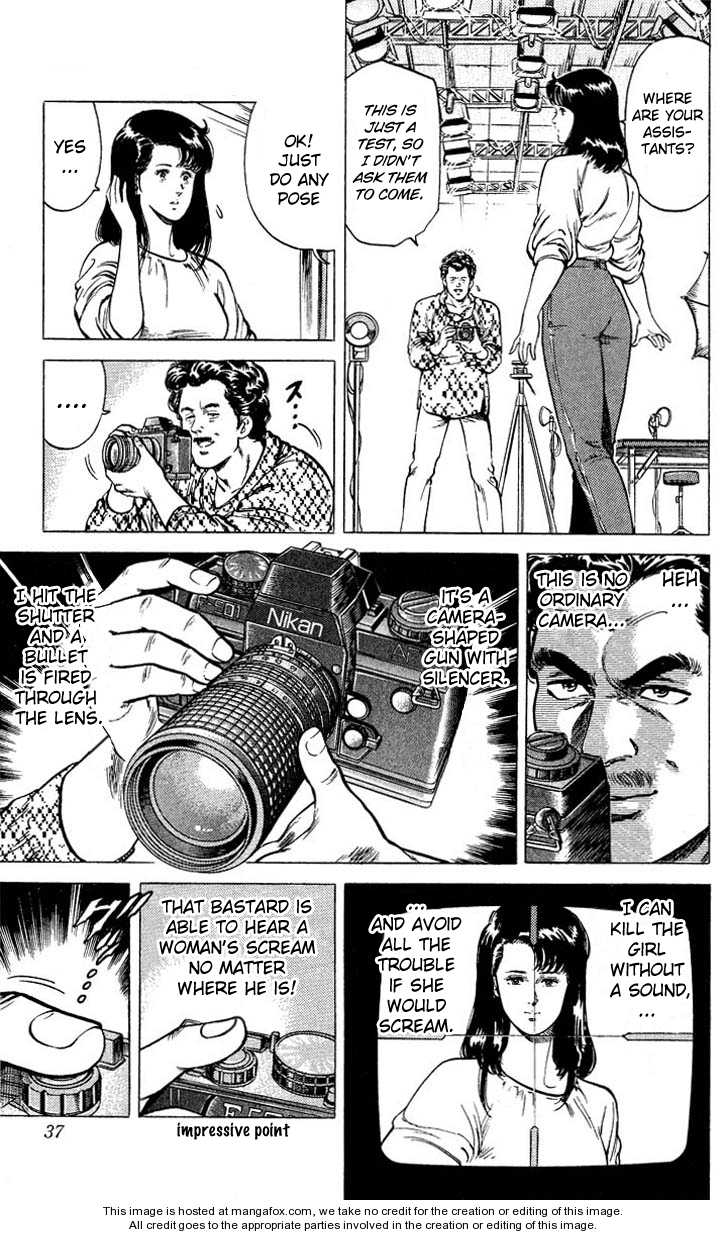 WHERE
ARE YOUR
ASSIS-
TANTS?
THIS IS
JUST A
TEST, SO
I DIDN'T
ASK THEM
TO COME.
OK!
JUST
DO ANY
POSE
YES
...
ス...
....
HEH
...
THIS IS NO
ORDINARY
CAMERA...
IT'S A
CAMERA-
SHAPED
GUN WITH
SILENCER.
Nikan
I HIT THE
SHUTTER
AND A
BULLET
IS FIRED
THROUGH
THE LENS.
I CAN
KILL THE
GIRL
WITHOUT
A SOUND,
...
...
AND AVOID
ALL THE
TROUBLE
IF SHE
WOULD
SCREAM.
THAT BASTARD IS
ABLE TO HEAR A
WOMAN'S SCREAM
NO MATTER
WHERE HE IS!
impressive point
37
This image is hosted at mangafox.com, we take no credit for the creation or editing of this image.
All credit goes to the appropriate parties involved in the creation or editing of this image.